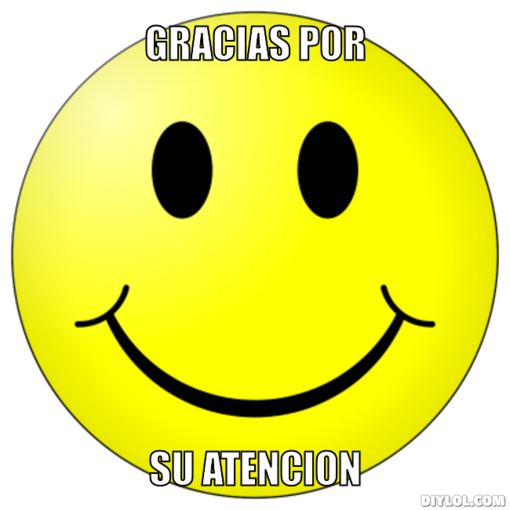 GRACIAS POR
SU ATENCION
DIYLOL.COM